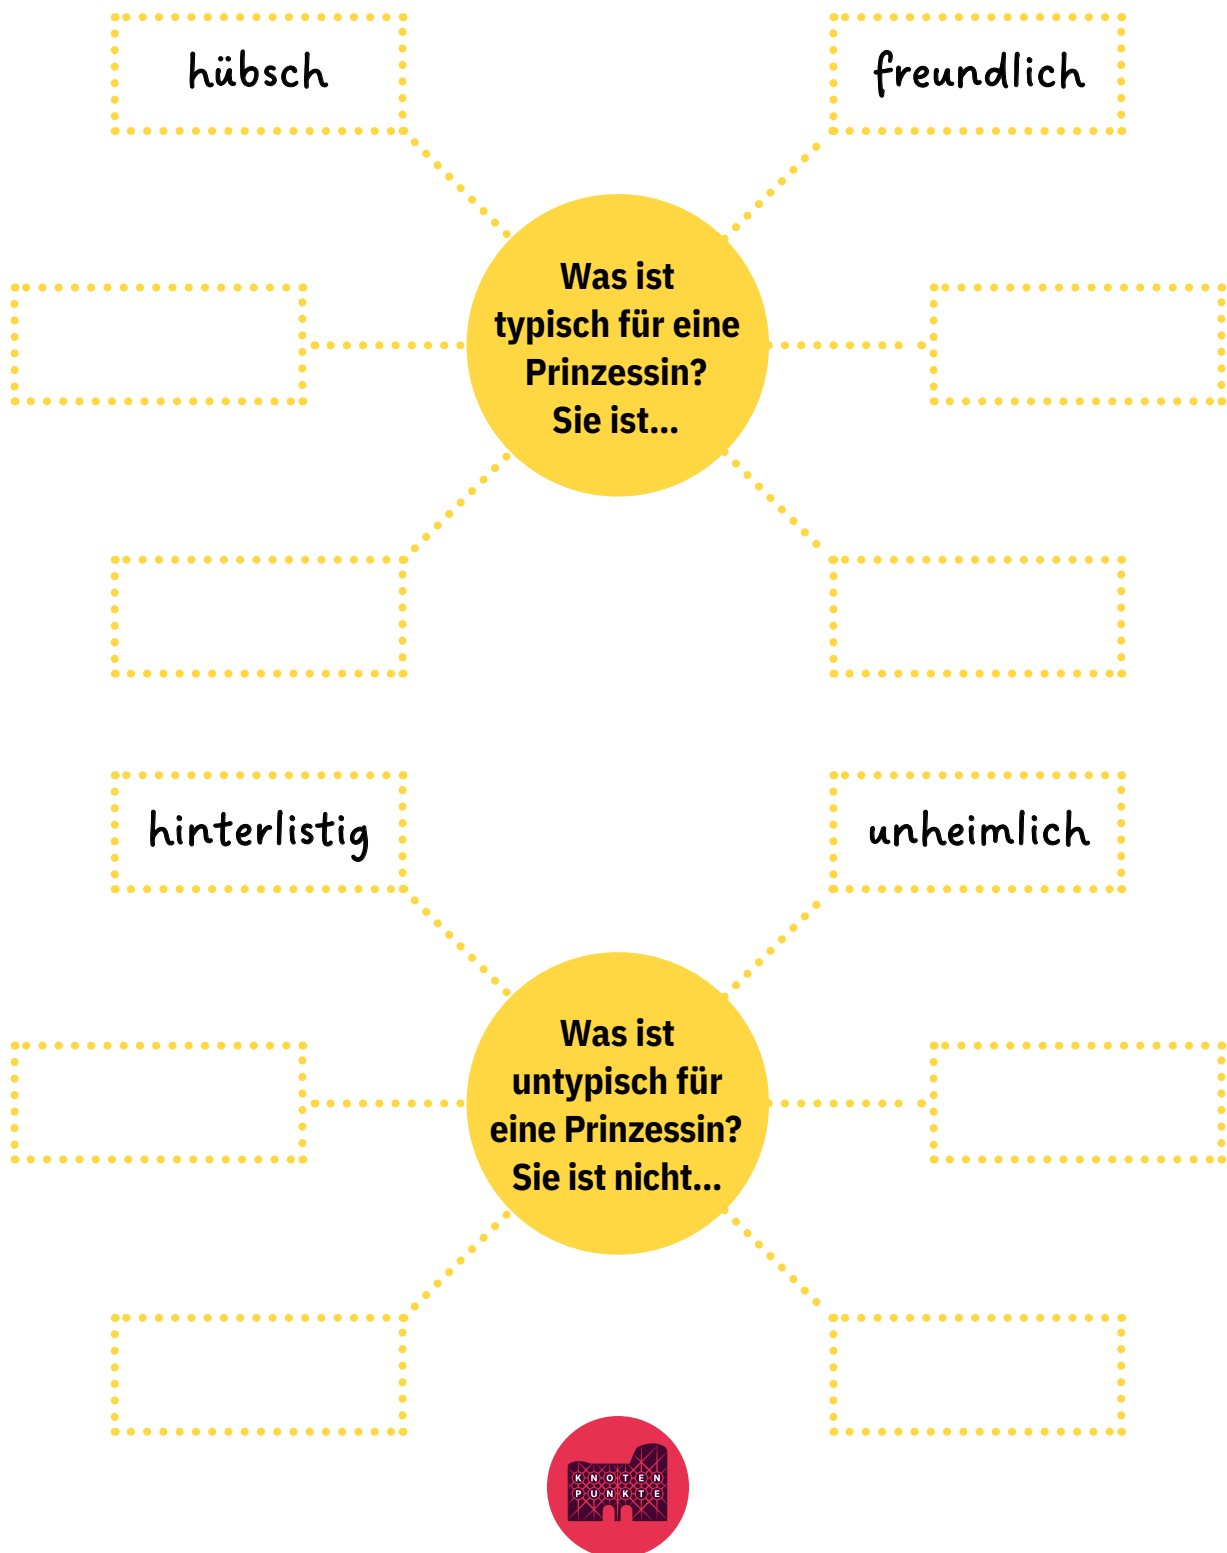 hübsch
freundlich
Was ist
typisch für eine
Prinzessin?
Sie ist...
hinterlistig
unheimlich
Was ist
untypisch für
eine Prinzessin?
Sie ist nicht...
KNOTEN
PUNKTE